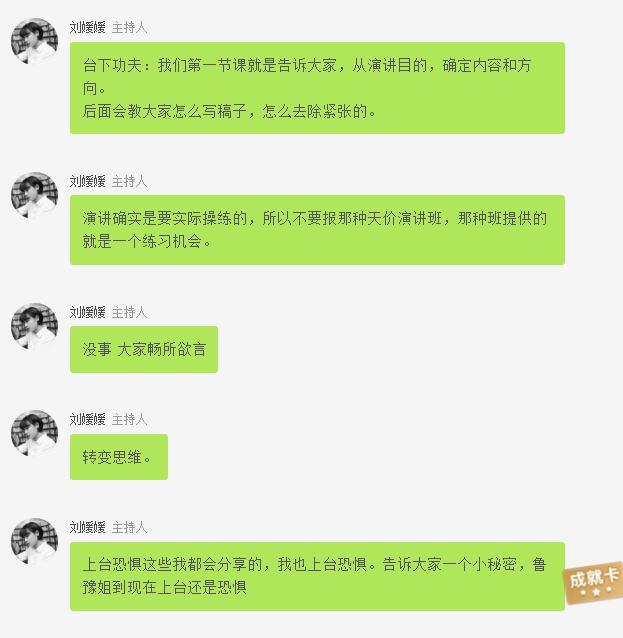 刘媛媛 主持人
台下功夫：我们第一节课就是告诉大家，从演讲目的，确定内容和方
向。
后面会教大家怎么写稿子，怎么去除紧张的。
刘媛媛 主持人
演讲确实是要实际操练的，所以不要报那种天价演讲班，那种班提供的
就是一个练习机会。
刘媛媛 主持人
没事 大家畅所欲言
刘媛媛 主持人
转变思维。
刘媛媛 主持人
上台恐惧这些我都会分享的，我也上台恐惧。告诉大家一个小秘密，鲁
豫姐到现在上台还是恐惧
成就卡